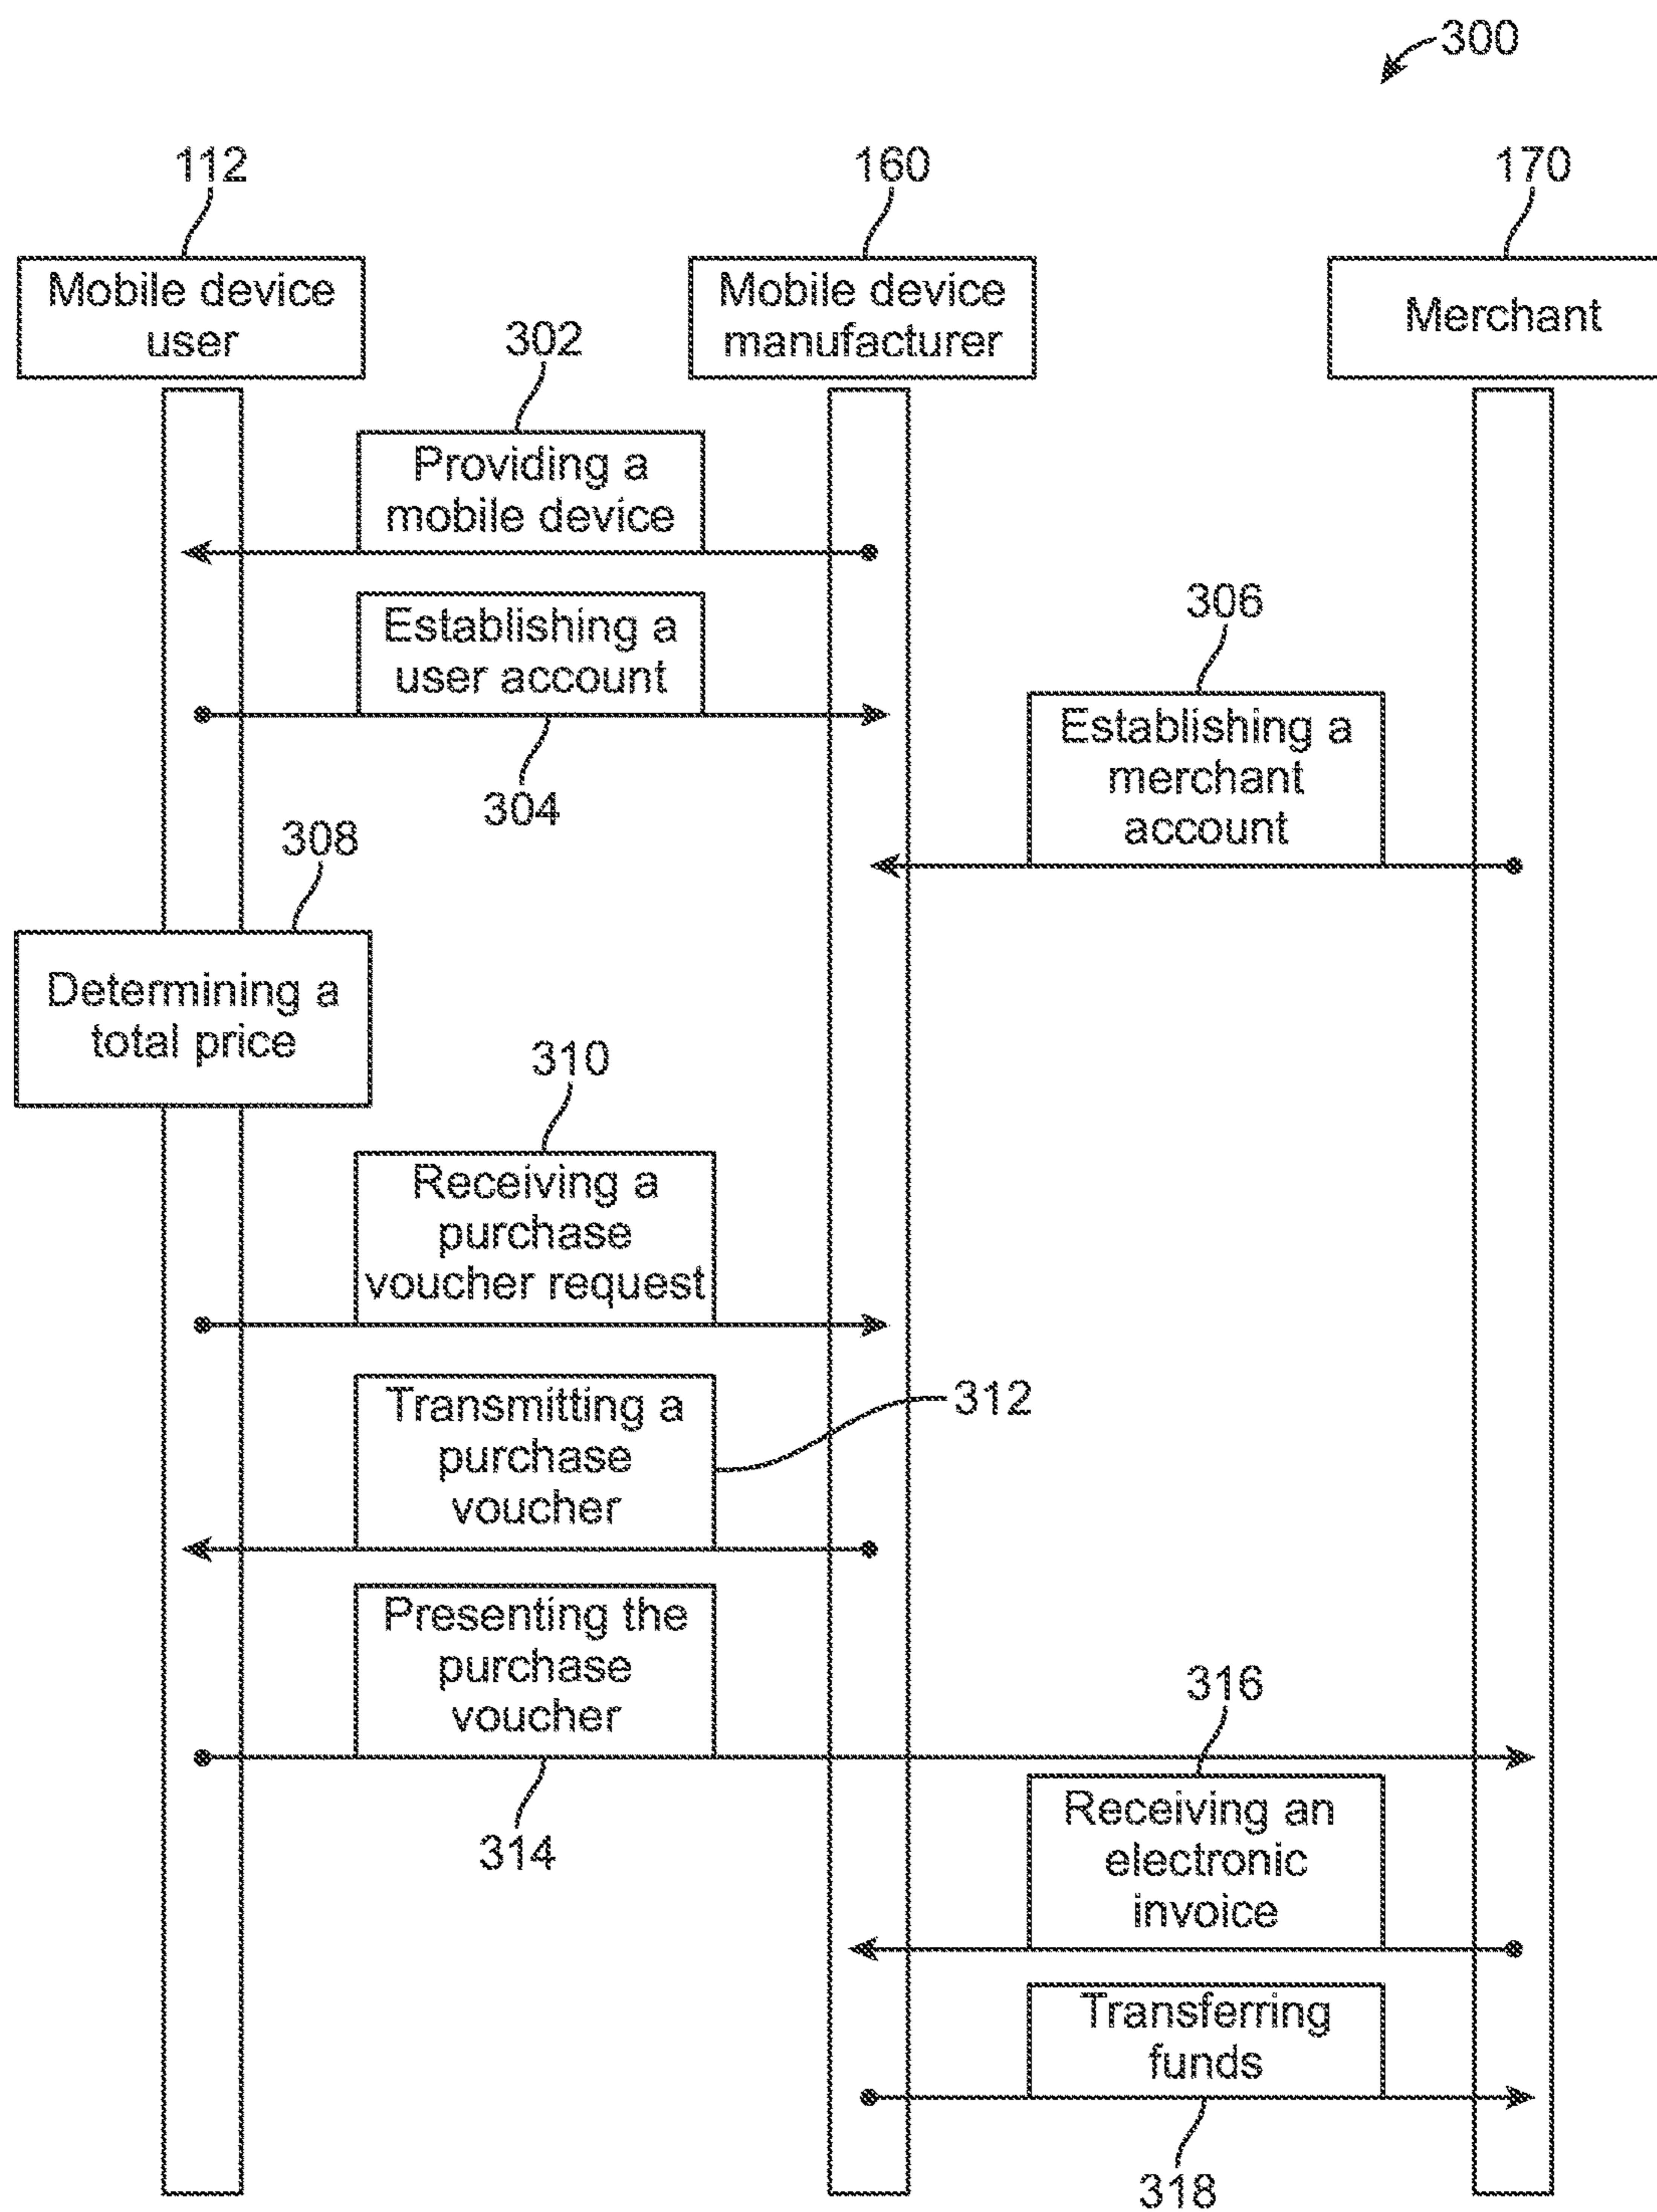 300
112
160
170
Mobile device
user
Mobile device
manufacturer
Merchant
302
Providing a
mobile device
Establishing a
user account
304
306
Establishing a
merchant
account
308
Determining a
total price
310
Receiving a
purchase
voucher request
Transmitting a
purchase
voucher
312
Presenting the
purchase
voucher
314
316
Receiving an
electronic
invoice
Transferring
funds
318